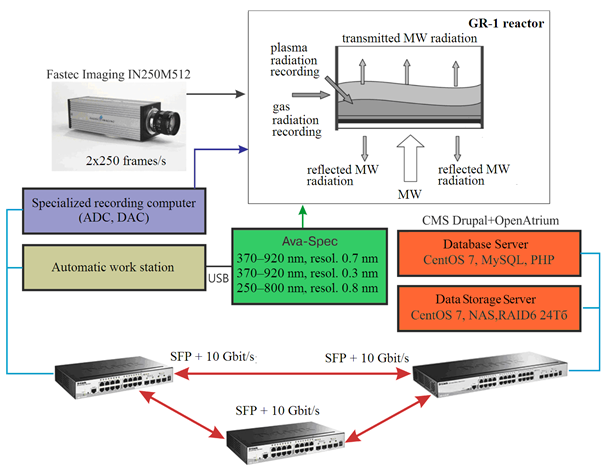 GR-1 reactor
transmitted MW radiation
plasma
radiation
recording
gas
radiation
recording
reflected MW
radiation
MW
reflected MW
radiation
Fastec Imaging IN250M512
2x250 frames/s
Specialized recording computer
(ADC, DAC)
Automatic work station
USB
Ava-Spec
370–920 nm, resol. 0.7 nm
370–920 nm, resol. 0.3 nm
250–800 nm, resol. 0.8 nm
CMS Drupal+OpenAtrium
Database Server
CentOS 7, MySQL, PHP
Data Storage Server
CentOS 7, NAS,RAID6 24Тб
SFP + 10 Gbit/s
SFP + 10 Gbit/s
SFP + 10 Gbit/s